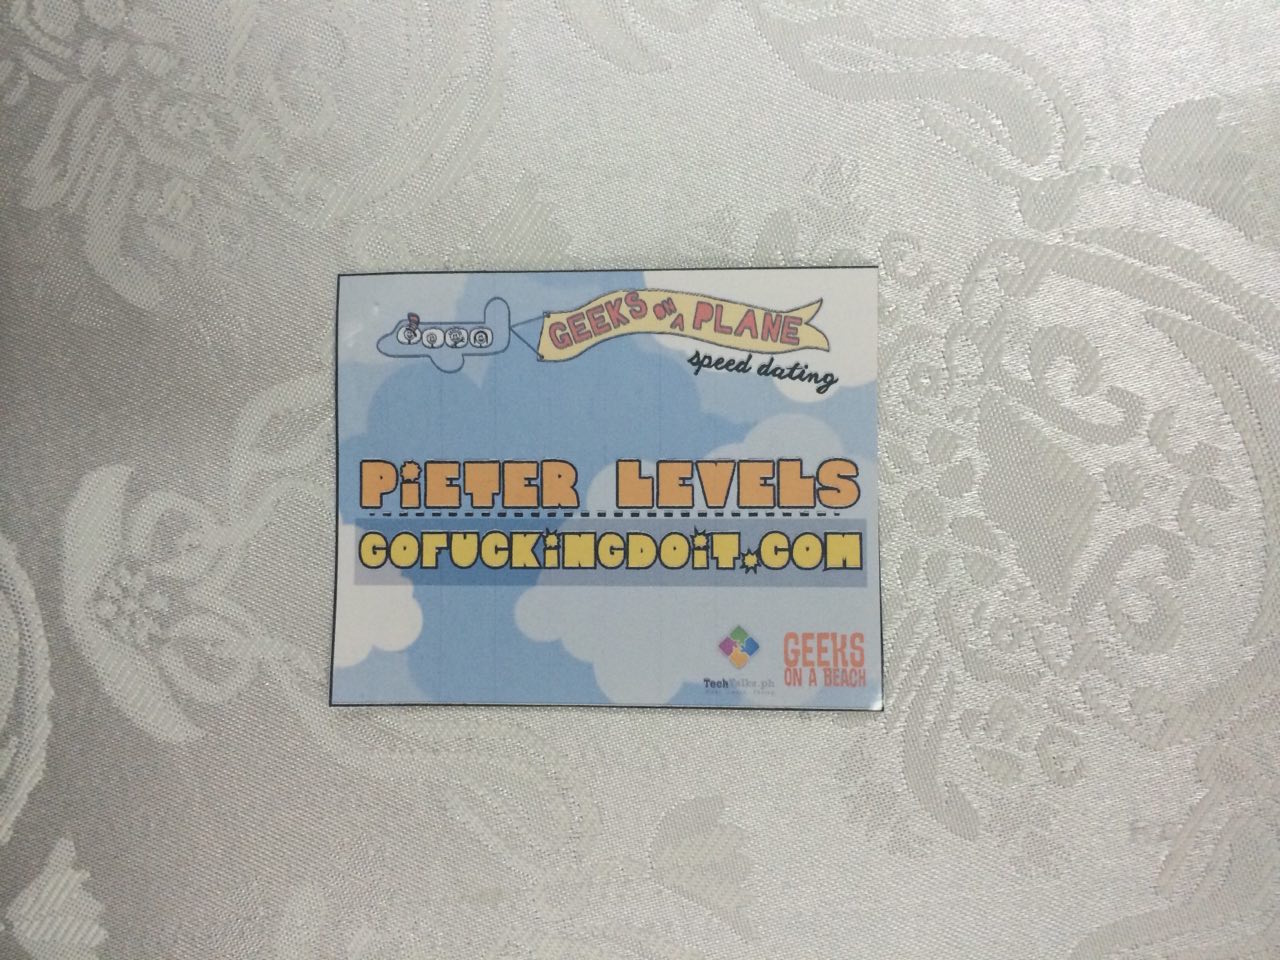 GEEKS ON A PLANE
speed dating
PiETER LEVELS
GOFUCKiNGDOiT.COM
TechTalks.ph
GEEKS
ON A BEACH